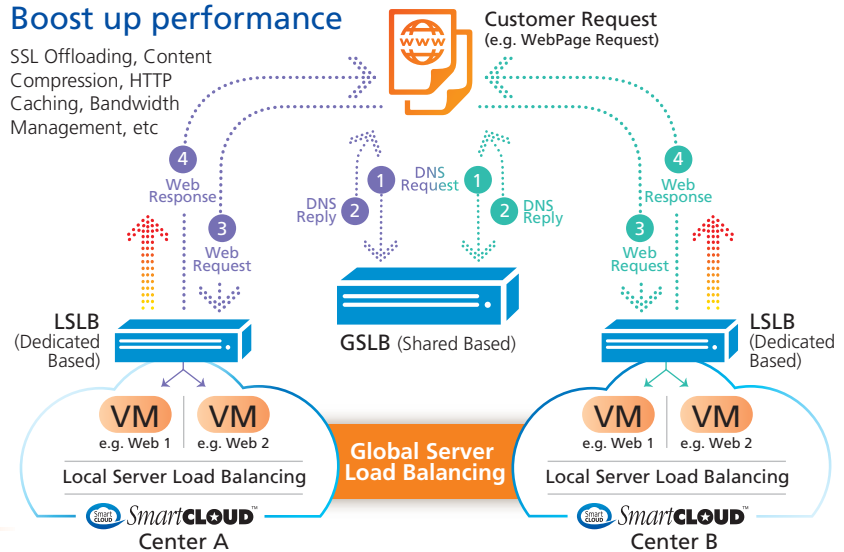 Boost up performance
SSL Offloading, Content
Compression, HTTP
Caching, Bandwidth
Management, etc
www
Customer Request
(e.g. WebPage Request)
4
Web
Response
3
Web
Request
DNS
Reply
2
1
DNS
Request
1
2
DNS
Reply
4
Web
Response
3
Web
Request
LSLB
(Dedicated
Based)
GSLB (Shared Based)
LSLB
(Dedicated
Based)
VM
e.g. Web 1
VM
e.g. Web 2
Local Server Load Balancing
Smart
CLOUD
SmartCLOUD™
Center A
Global Server
Load Balancing
VM
e.g. Web 1
VM
e.g. Web 2
Local Server Load Balancing
Smart
CLOUD
SmartCLOUD™
Center B